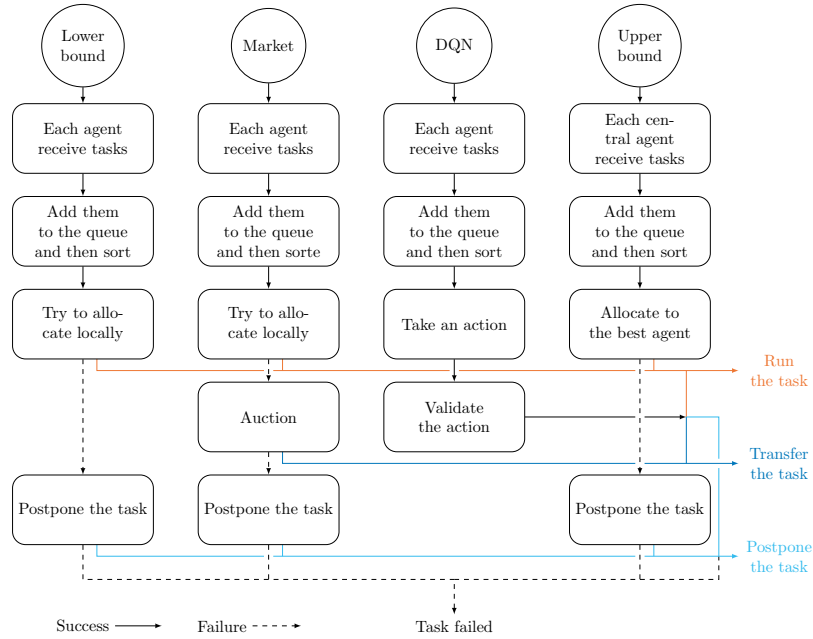 Lower
bound
Market
DQN
Upper
bound
Each agent
receive tasks
Each agent
receive tasks
Each agent
receive tasks
Each cen-
tral agent
receive tasks
Add them
to the queue
and then sort
Add them
to the queue
and then sorte
Add them
to the queue
and then sort
Add them
to the queue
and then sort
Try to allo-
cate locally
Try to allo-
cate locally
Take an action
Allocate to
the best agent
Run
the task
Auction
Validate
the action
Transfer
the task
Postpone the task
Postpone the task
Postpone the task
Postpone
the task
Success
Failure
Task failed